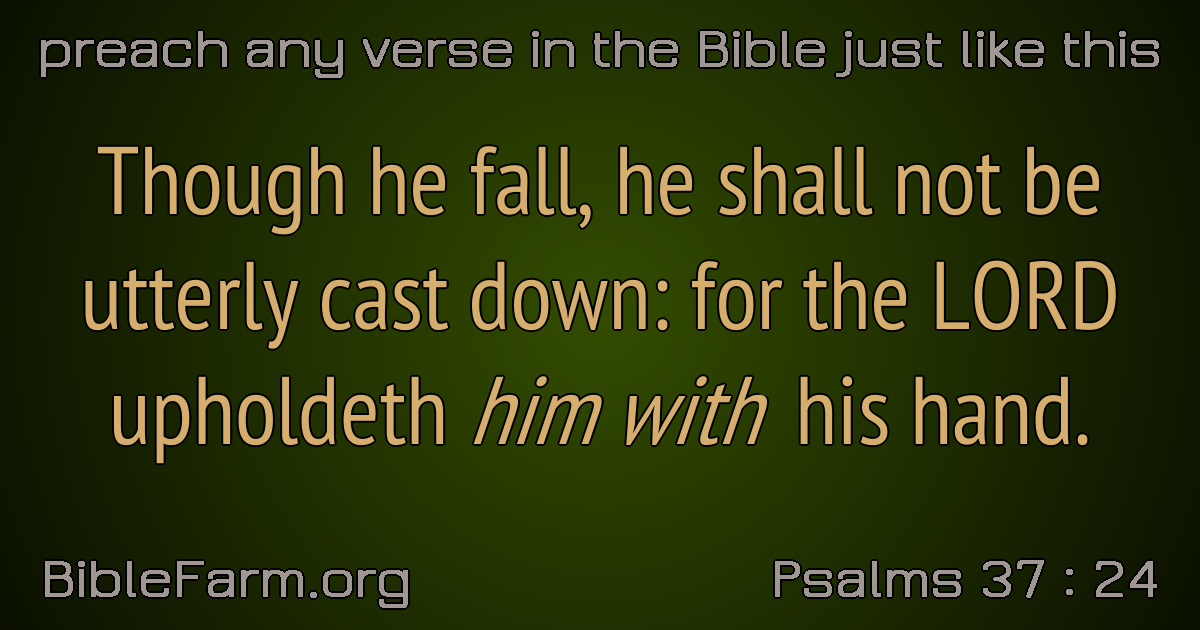 preach any verse in the Bible just like this
Though he fall, he shall not be
utterly cast down: for the LORD
upholdeth him with his hand.
BibleFarm.org
Psalms 37 : 24